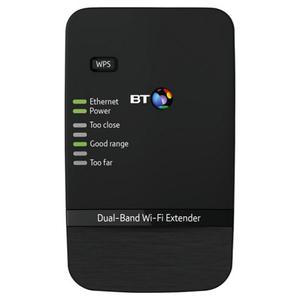 WPS
Ethernet
BT
Power
Too close
Good range
Too far
Dual-Band Wi-Fi Extender